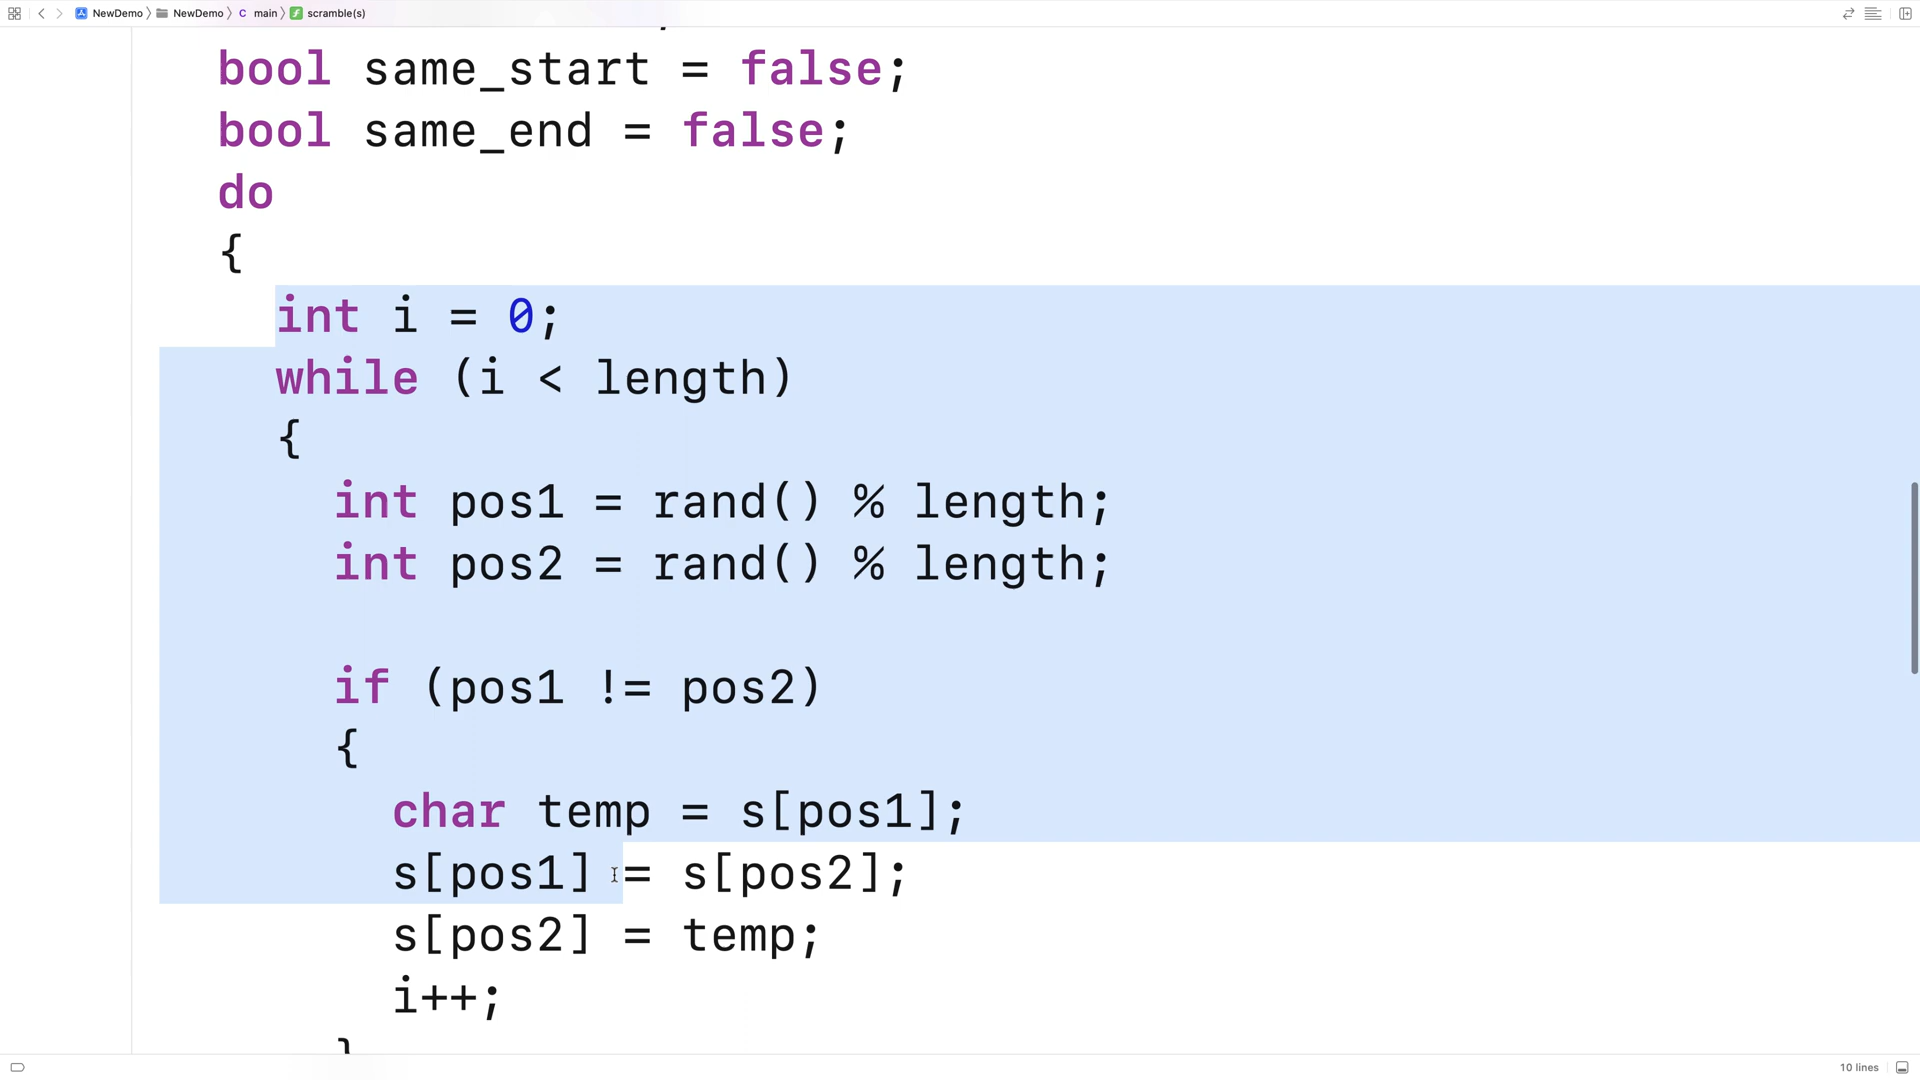 NewDemo NewDemo C main f scramble(s)
bool same_start = false;
bool same_end = false;
do
{
int i = 0;
while (i < length)
{
int pos1 = rand() % length;
int pos2 = rand() % length;
if (pos1 != pos2)
{
char temp = s[pos1];
s[pos1] = s[pos2];
s[pos2] = temp;
i++;
}
10 lines